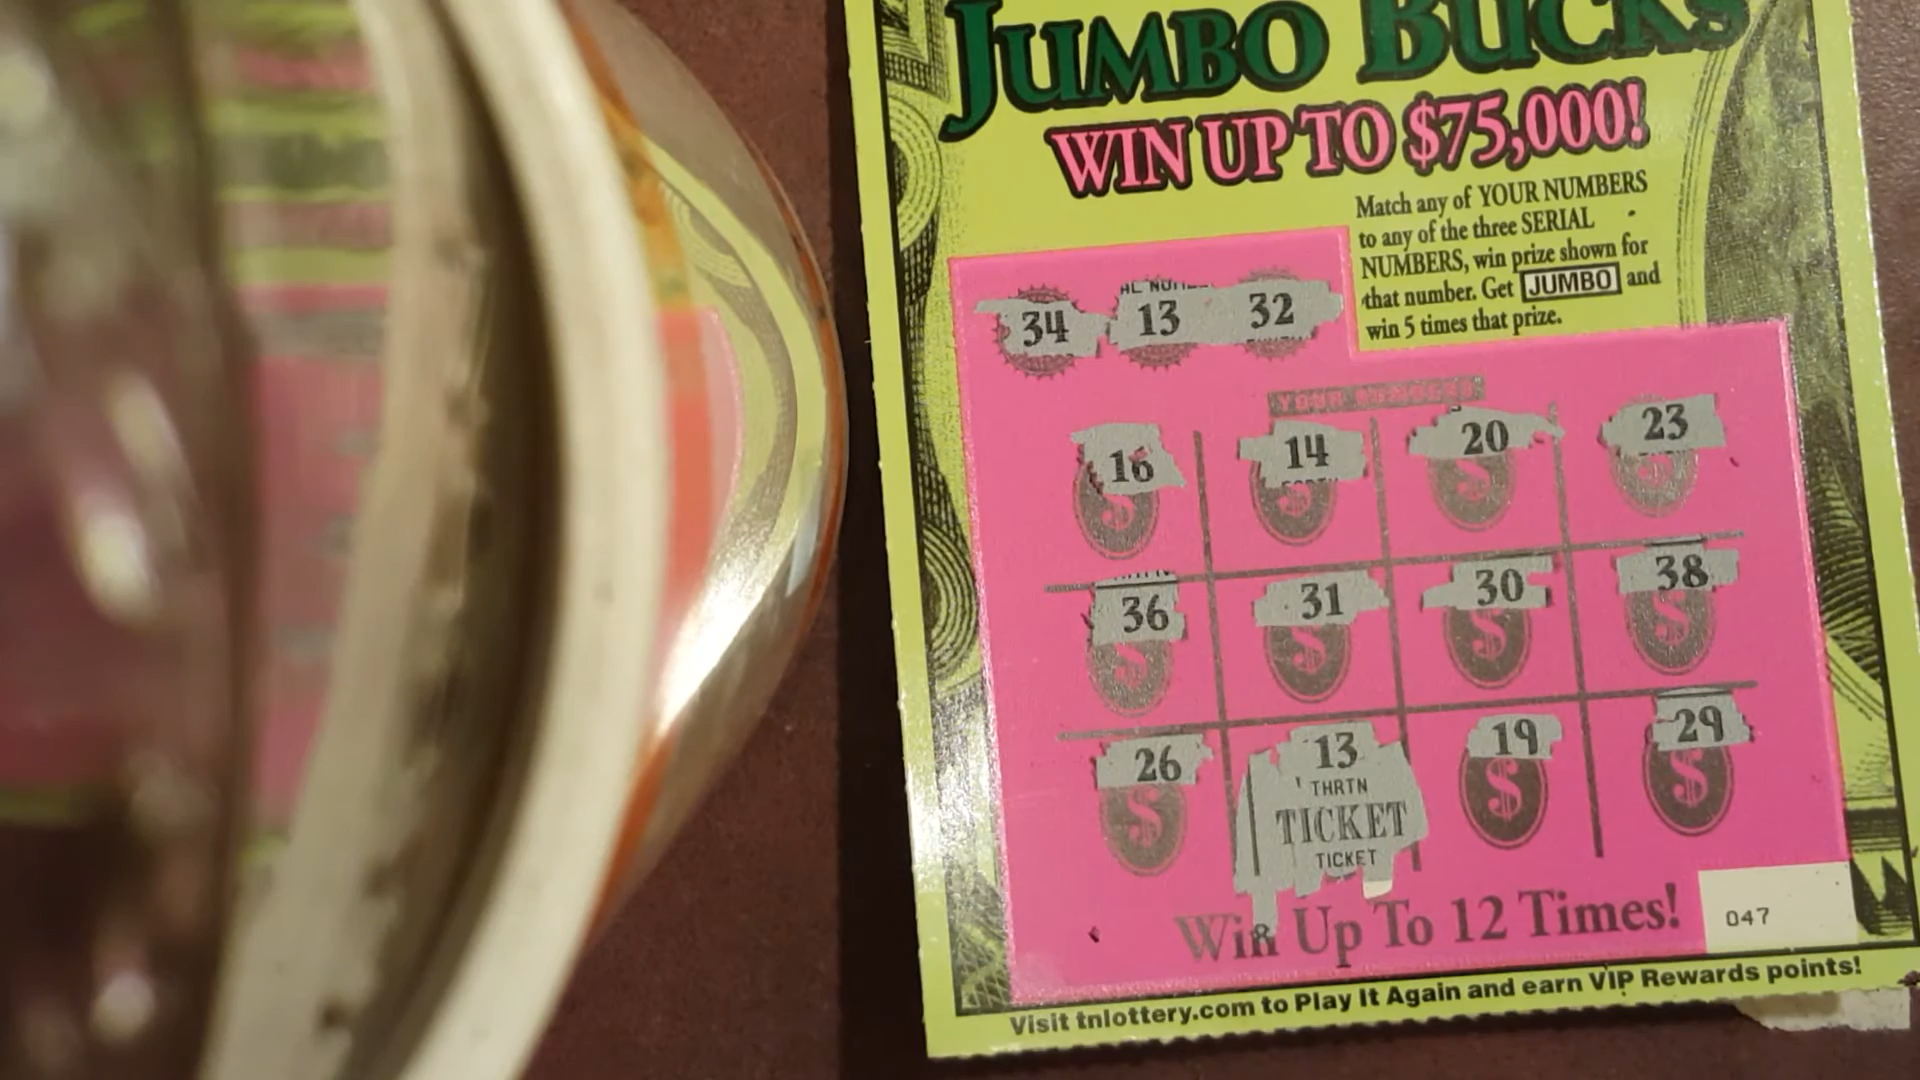 JUMBO BUCKS
WIN UP TO $75,000!
Match any of YOUR NUMBERS
to any of the three SERIAL
NUMBERS, win prize shown for
that number. Get JUMBO and
win 5 times that prize.
34 13 32
YOUR NUMBERS
16 14 20 23
36 31 30 38
26 13 19 29
THRTN
TICKET
TICKET
Win Up To 12 Times!
047
Visit tnlottery.com to Play It Again and earn VIP Rewards points!